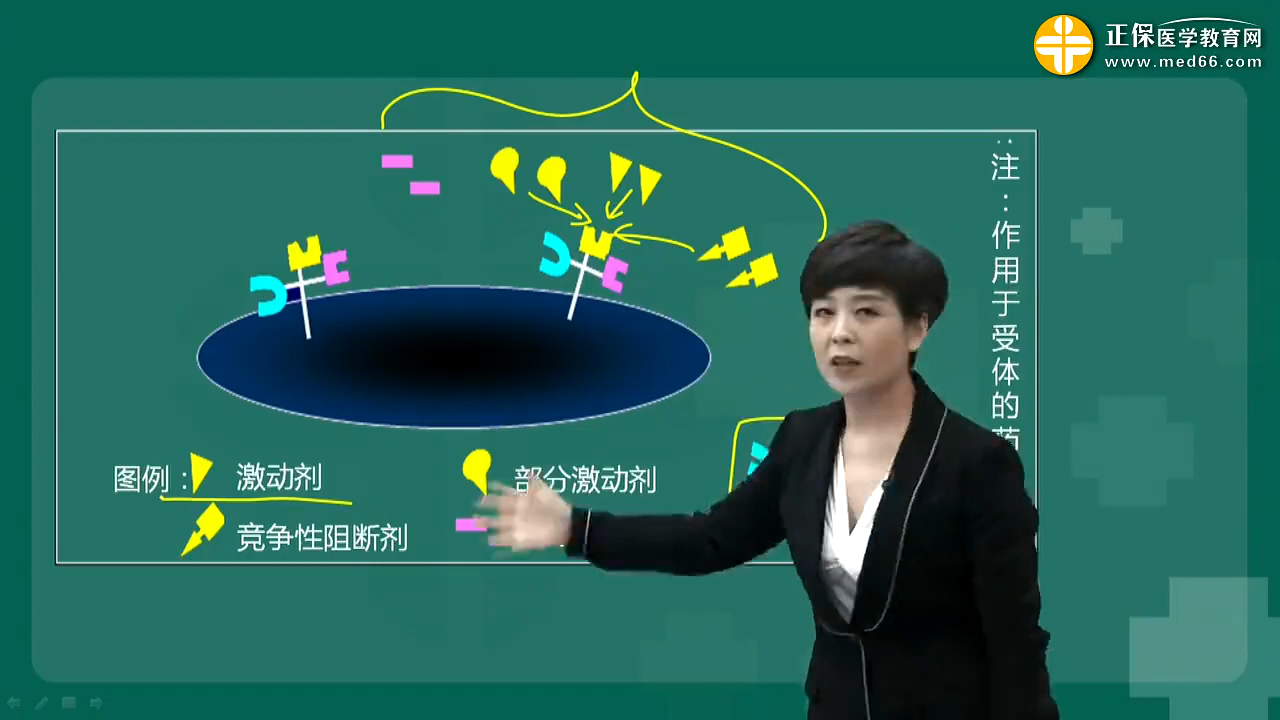 正保医学教育网
www.med66.com
注：作用于受体的
图例：
激动剂
部分激动剂
竞争性阻断剂